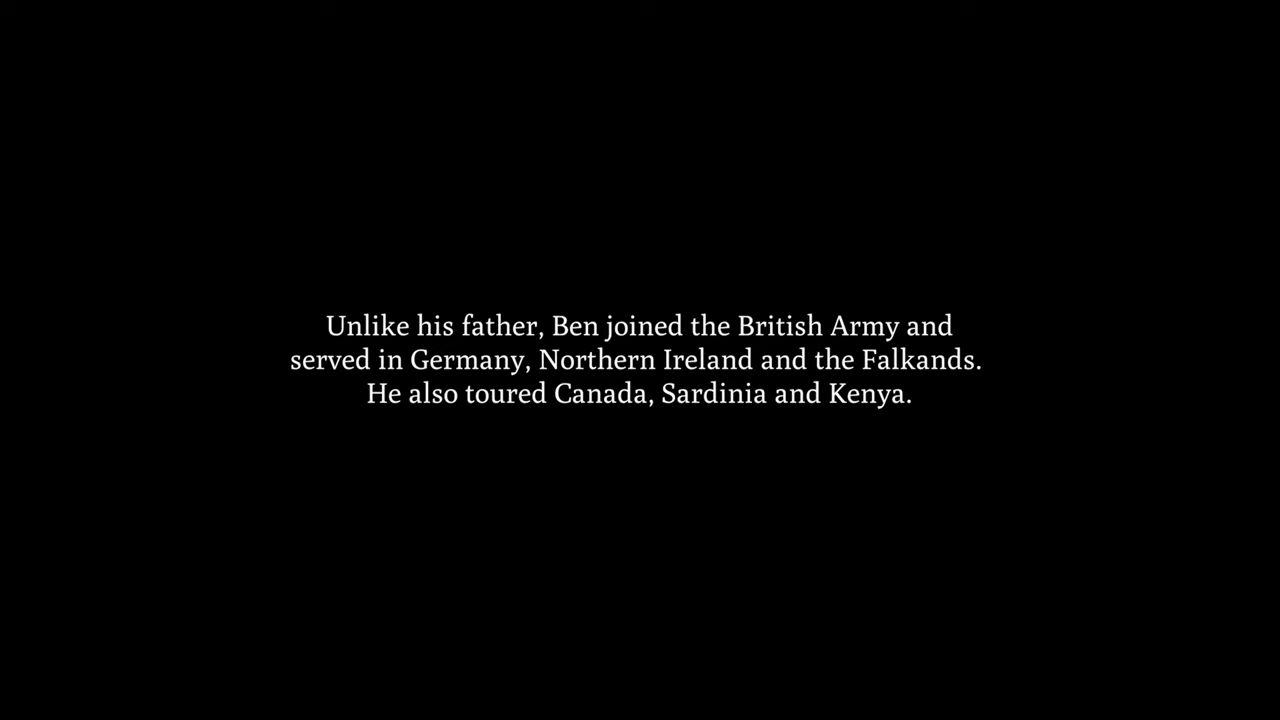 Unlike his father, Ben joined the British Army and
served in Germany, Northern Ireland and the Falkands.
He also toured Canada, Sardinia and Kenya.